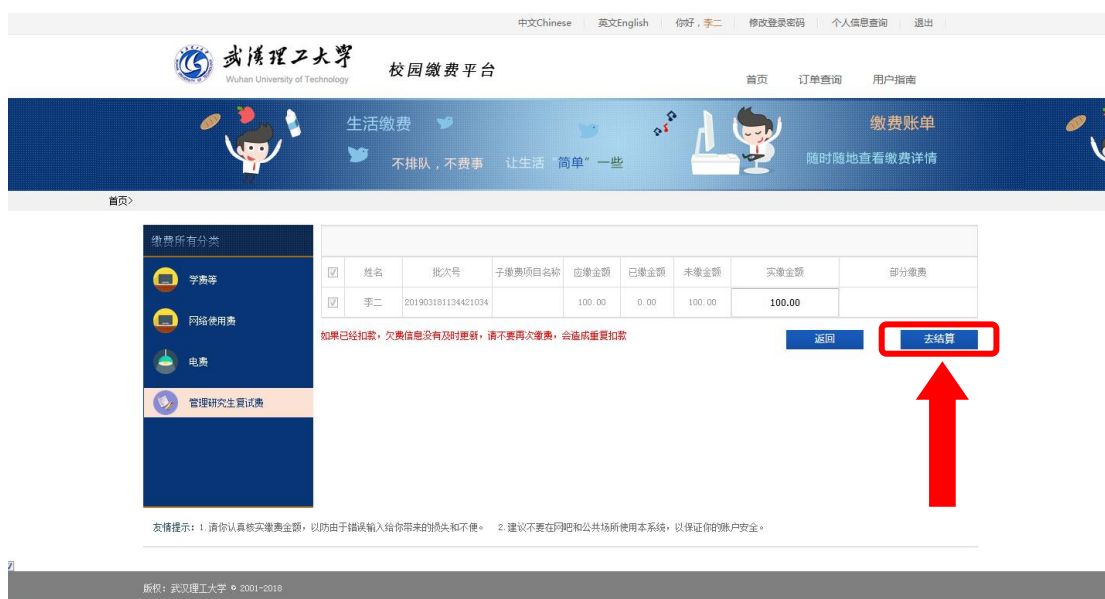 中文Chinese 英文English 你好，李二 修改登录密码 个人信息查询 退出
武汉理工大学
Wuhan University of Technology
校园缴费平台
首页 订单查询 用户指南
生活缴费
不排队，不费事 让生活“简单”一些
缴费账单
随时随地查看缴费详情
首页>
缴费所有分类
学费等
网络使用费
电费
管理研究生复试费
姓名 批次号 子缴费项目名称 应缴金额 已缴金额 未缴金额 实缴金额 部分缴费
李二 201903181134421034 100.00 0.00 100.00 100.00
如果已经扣款，欠费信息没有及时更新，请不要再次缴费，会造成重复扣款
返回 去结算
友情提示：1.请你认真核实缴费金额，以防由于错误输入给你带来的损失和不便。 2.建议不要在网吧和公共场所使用本系统，以保证你的账户安全。
版权：武汉理工大学 © 2001-2018